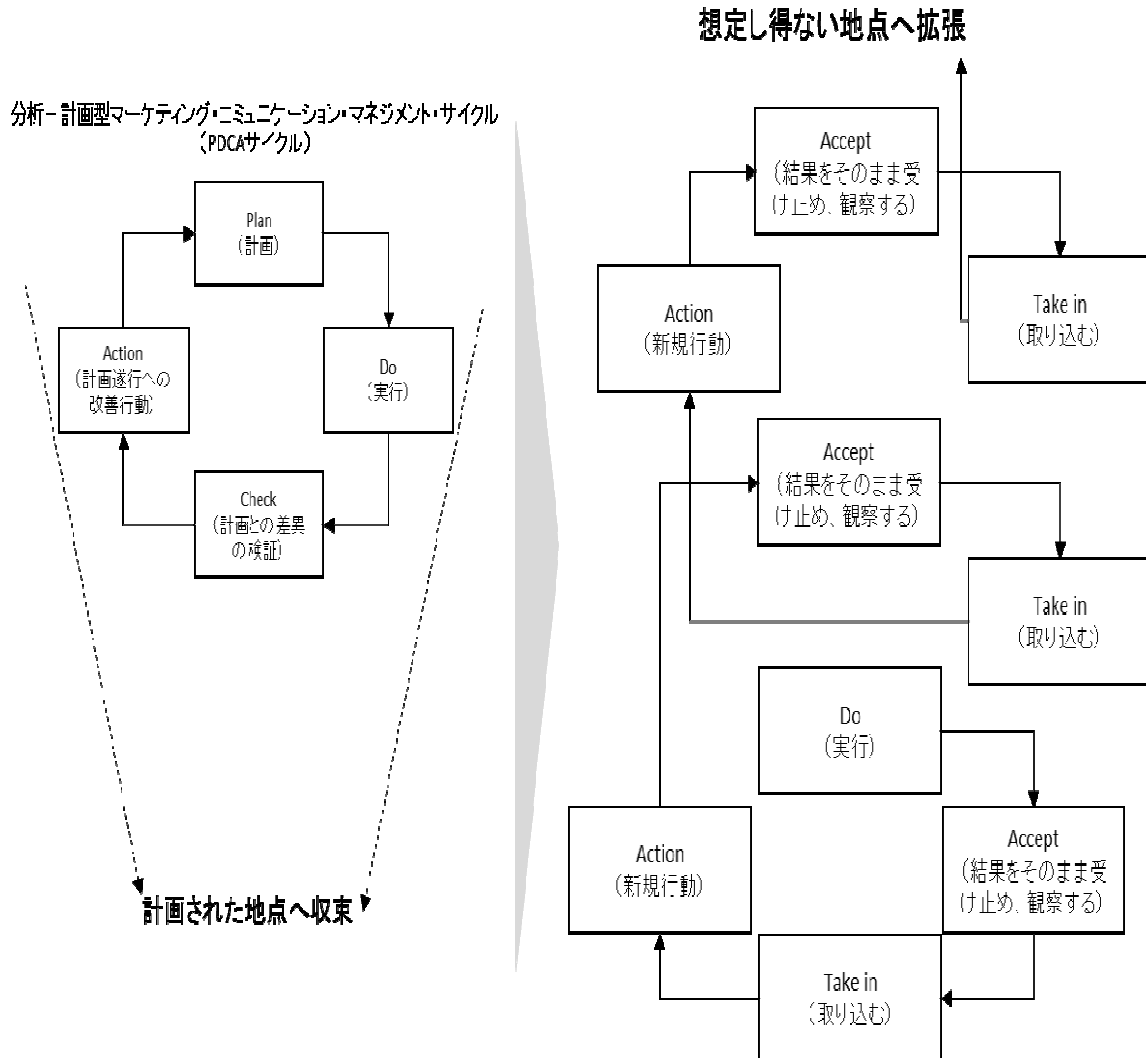 分析－計画型マーケティング・コミュニケーション・マネジメント・サイクル
（PDCAサイクル）
Plan
(計画)
Do
(実行)
Check
(計画との差異
の検証)
Action
(計画遂行への
改善行動)
計画された地点へ収束
想定し得ない地点へ拡張
Accept
（結果をそのまま受
け止め、観察する）
Take in
（取り込む）
Action
（新規行動）
Accept
（結果をそのまま受
け止め、観察する）
Take in
（取り込む）
Do
（実行）
Accept
（結果をそのまま受
け止め、観察する）
Take in
（取り込む）
Action
（新規行動）